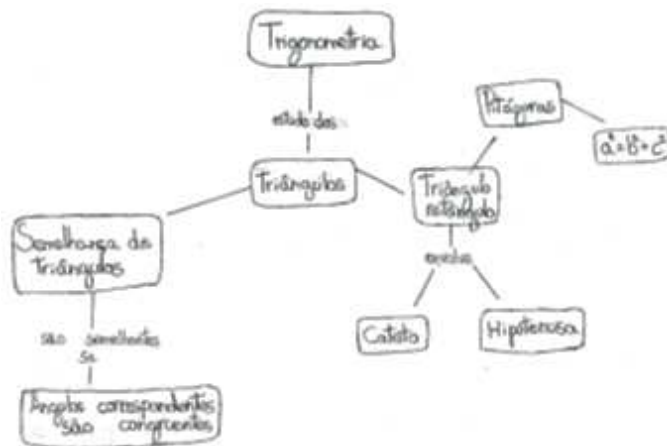 Trigonometria
estudo dos
Triângulos
Pitágoras
a²=b²+c²
Triângulo
retângulo
Semelhança de
Triângulos
envolve
são semelhantes
se
Cateto
Hipotenusa
Ângulos correspondentes
são congruentes